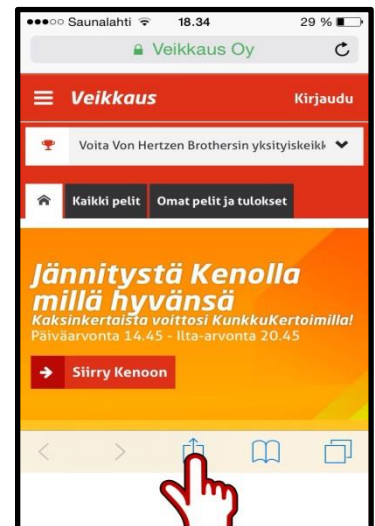 Saunalahti 18.34 29 %
Veikkaus Oy
Veikkaus Kirjaudu
Voita Von Hertzen Brothersin yksityiskeikk
Kaikki pelit Omat pelit ja tulokset
Jännitystä Kenolla
millä hyvänsä
Kaksinkertaista voittosi KunkkuKertoimilla!
Päiväarvonta 14.45 - Ilta-arvonta 20.45
Siirry Kenoon